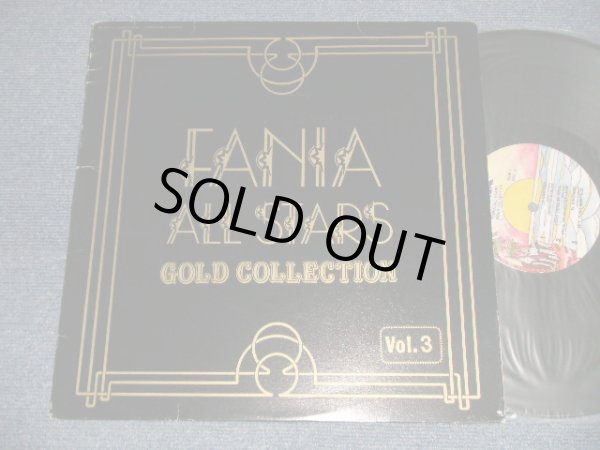 FANIA
ALL STARS
SOLD OUT
GOLD COLLECTION
Vol. 3